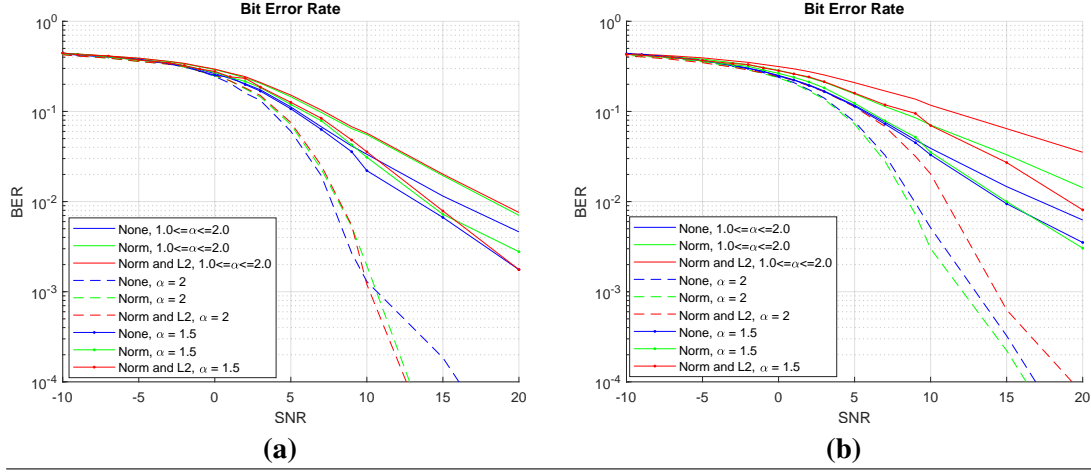 Bit Error Rate
10^0
10^-1
10^-2
10^-3
10^-4
BER
None, 1.0<=α<=2.0
Norm, 1.0<=α<=2.0
Norm and L2, 1.0<=α<=2.0
None, α = 2
Norm, α = 2
Norm and L2, α = 2
None, α = 1.5
Norm, α = 1.5
Norm and L2, α = 1.5
-10 -5 0 5 10 15 20
SNR
(a)
Bit Error Rate
10^0
10^-1
10^-2
10^-3
10^-4
BER
None, 1.0<=α<=2.0
Norm, 1.0<=α<=2.0
Norm and L2, 1.0<=α<=2.0
None, α = 2
Norm, α = 2
Norm and L2, α = 2
None, α = 1.5
Norm, α = 1.5
Norm and L2, α = 1.5
-10 -5 0 5 10 15 20
SNR
(b)